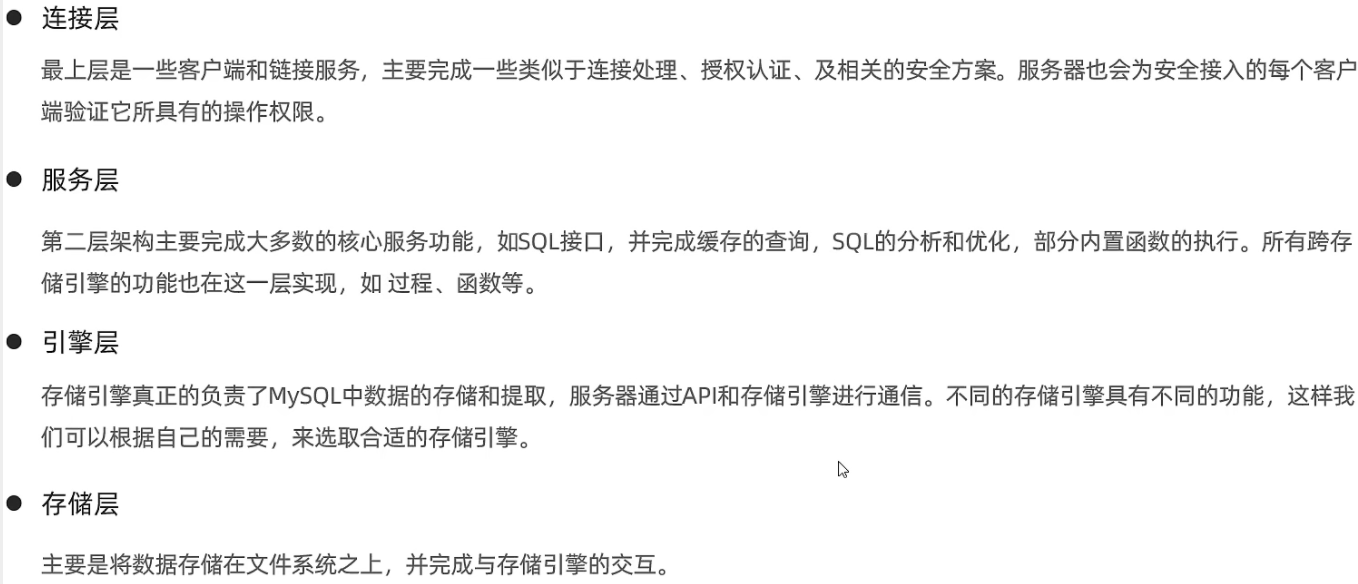 ● 连接层
最上层是一些客户端和链接服务，主要完成一些类似于连接处理、授权认证、及相关的安全方案。服务器也会为安全接入的每个客户
端验证它所具有的操作权限。
● 服务层
第二层架构主要完成大多数的核心服务功能，如SQL接口，并完成缓存的查询，SQL的分析和优化，部分内置函数的执行。所有跨存
储引擎的功能也在这一层实现，如 过程、函数等。
● 引擎层
存储引擎真正的负责了MySQL中数据的存储和提取，服务器通过API和存储引擎进行通信。不同的存储引擎具有不同的功能，这样我
们可以根据自己的需要，来选取合适的存储引擎。
● 存储层
主要是将数据存储在文件系统之上，并完成与存储引擎的交互。